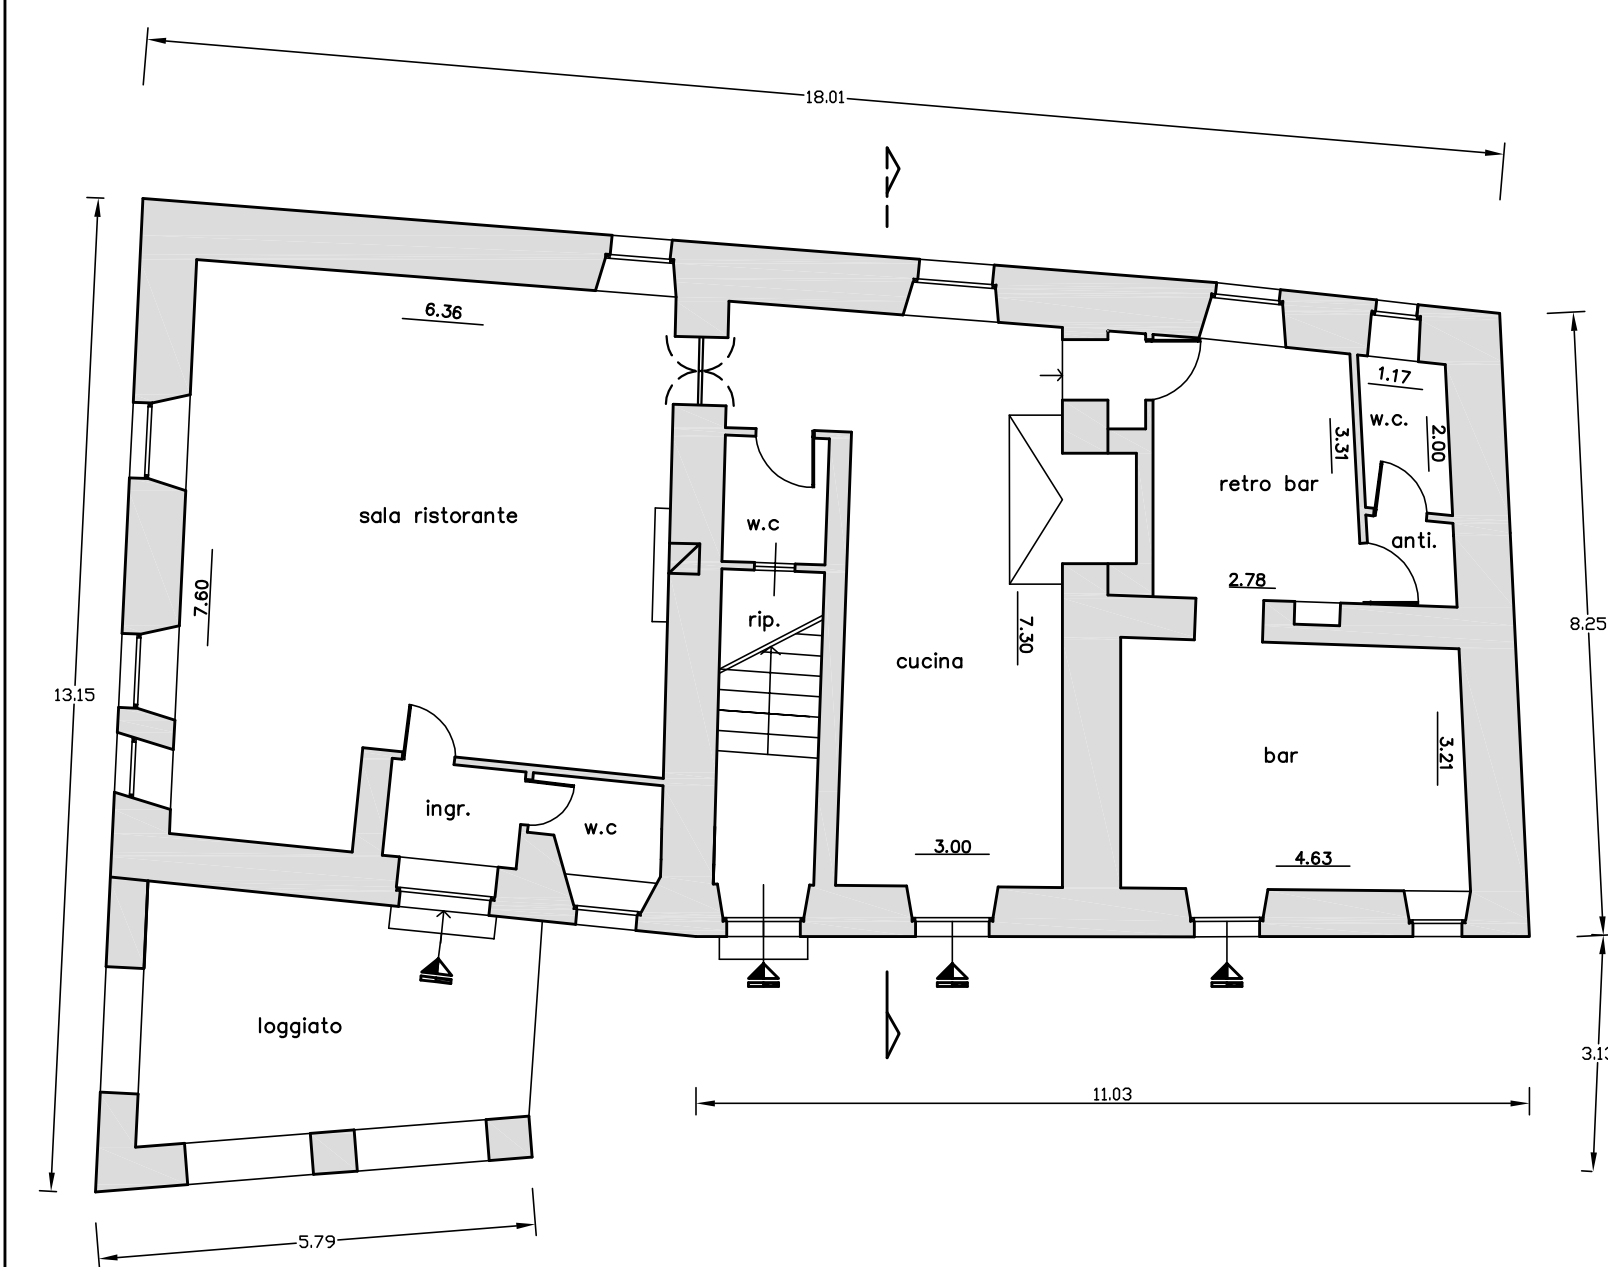 18.01
6.36
1.17
w.c.
3.31
2.00
retro bar
sala ristorante
w.c
anti.
7.60
2.78
rip.
7.30
8.25
cucina
13.15
bar
3.21
ingr.
w.c
3.00
4.63
loggiato
3.13
11.03
5.79